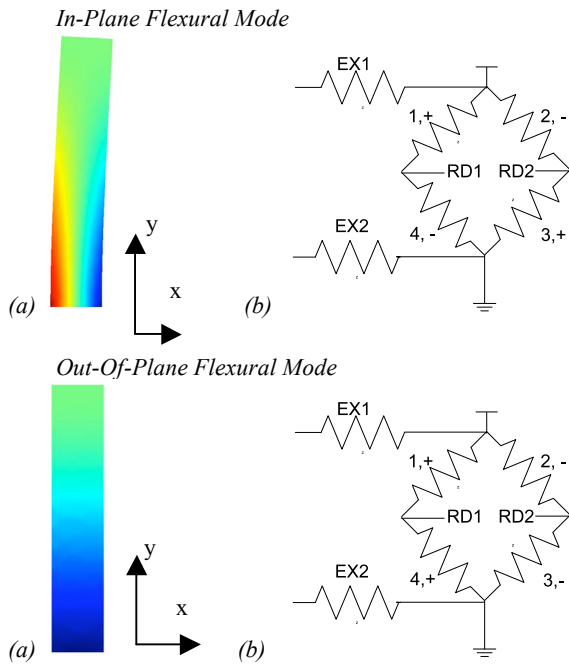 In-Plane Flexural Mode
EX1
1,+
2,-
RD1 RD2
4,-
3,+
EX2
y
x
(a)
(b)
Out-Of-Plane Flexural Mode
EX1
1,+
2,-
RD1 RD2
4,+
3,-
EX2
y
x
(a)
(b)